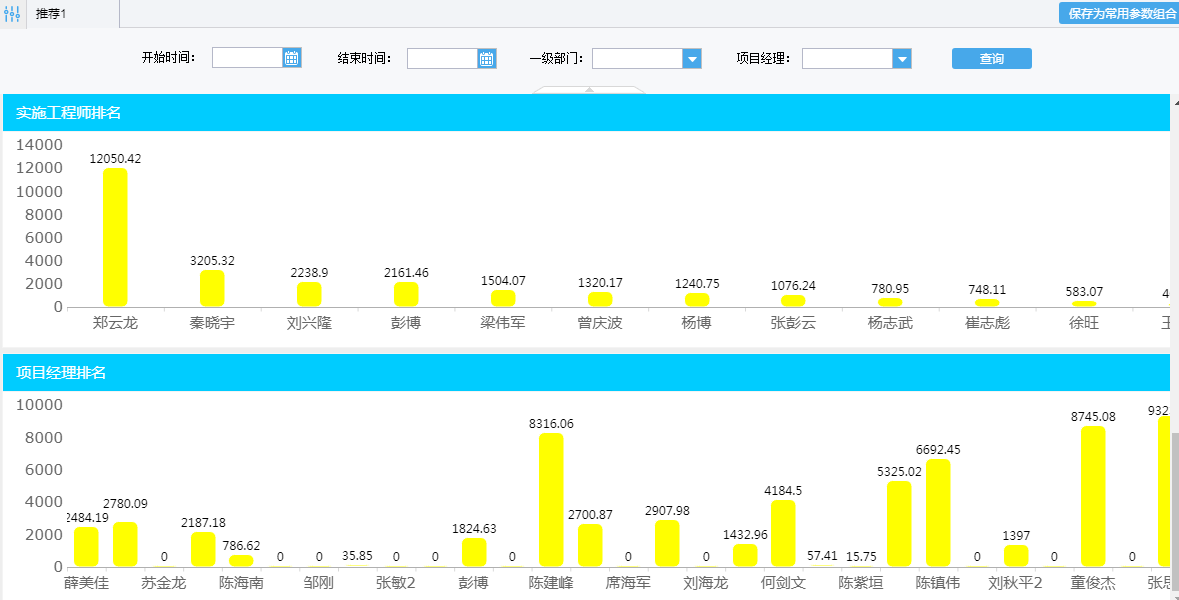 推荐1
保存为常用参数组合
开始时间： 结束时间： 一级部门： 项目经理： 查询
实施工程师排名
14000
12000
10000
8000
6000
4000
2000
0
12050.42 3205.32 2238.9 2161.46 1504.07 1320.17 1240.75 1076.24 780.95 748.11 583.07
郑云龙 秦晓宇 刘兴隆 彭博 梁伟军 曾庆波 杨博 张彭云 杨志武 崔志彪 徐旺
项目经理排名
10000
8000
6000
4000
2000
0
2484.19 2780.09 0 2187.18 786.62 0 0 35.85 0 0 1824.63 0 8316.06 2700.87 0 2907.98 0 1432.96 4184.5 57.41 15.75 5325.02 6692.45 0 1397 0 8745.08 0 932
薛美佳 苏金龙 陈海南 邹刚 张敏2 彭博 陈建峰 席海军 刘海龙 何剑文 陈紫垣 陈镇伟 刘秋平2 童俊杰 张